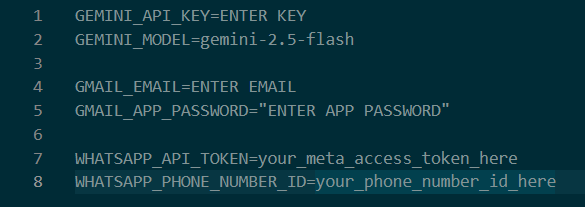 1 GEMINI_API_KEY=ENTER KEY
2 GEMINI_MODEL=gemini-2.5-flash
3
4 GMAIL_EMAIL=ENTER EMAIL
5 GMAIL_APP_PASSWORD="ENTER APP PASSWORD"
6
7 WHATSAPP_API_TOKEN=your_meta_access_token_here
8 WHATSAPP_PHONE_NUMBER_ID=your_phone_number_id_here